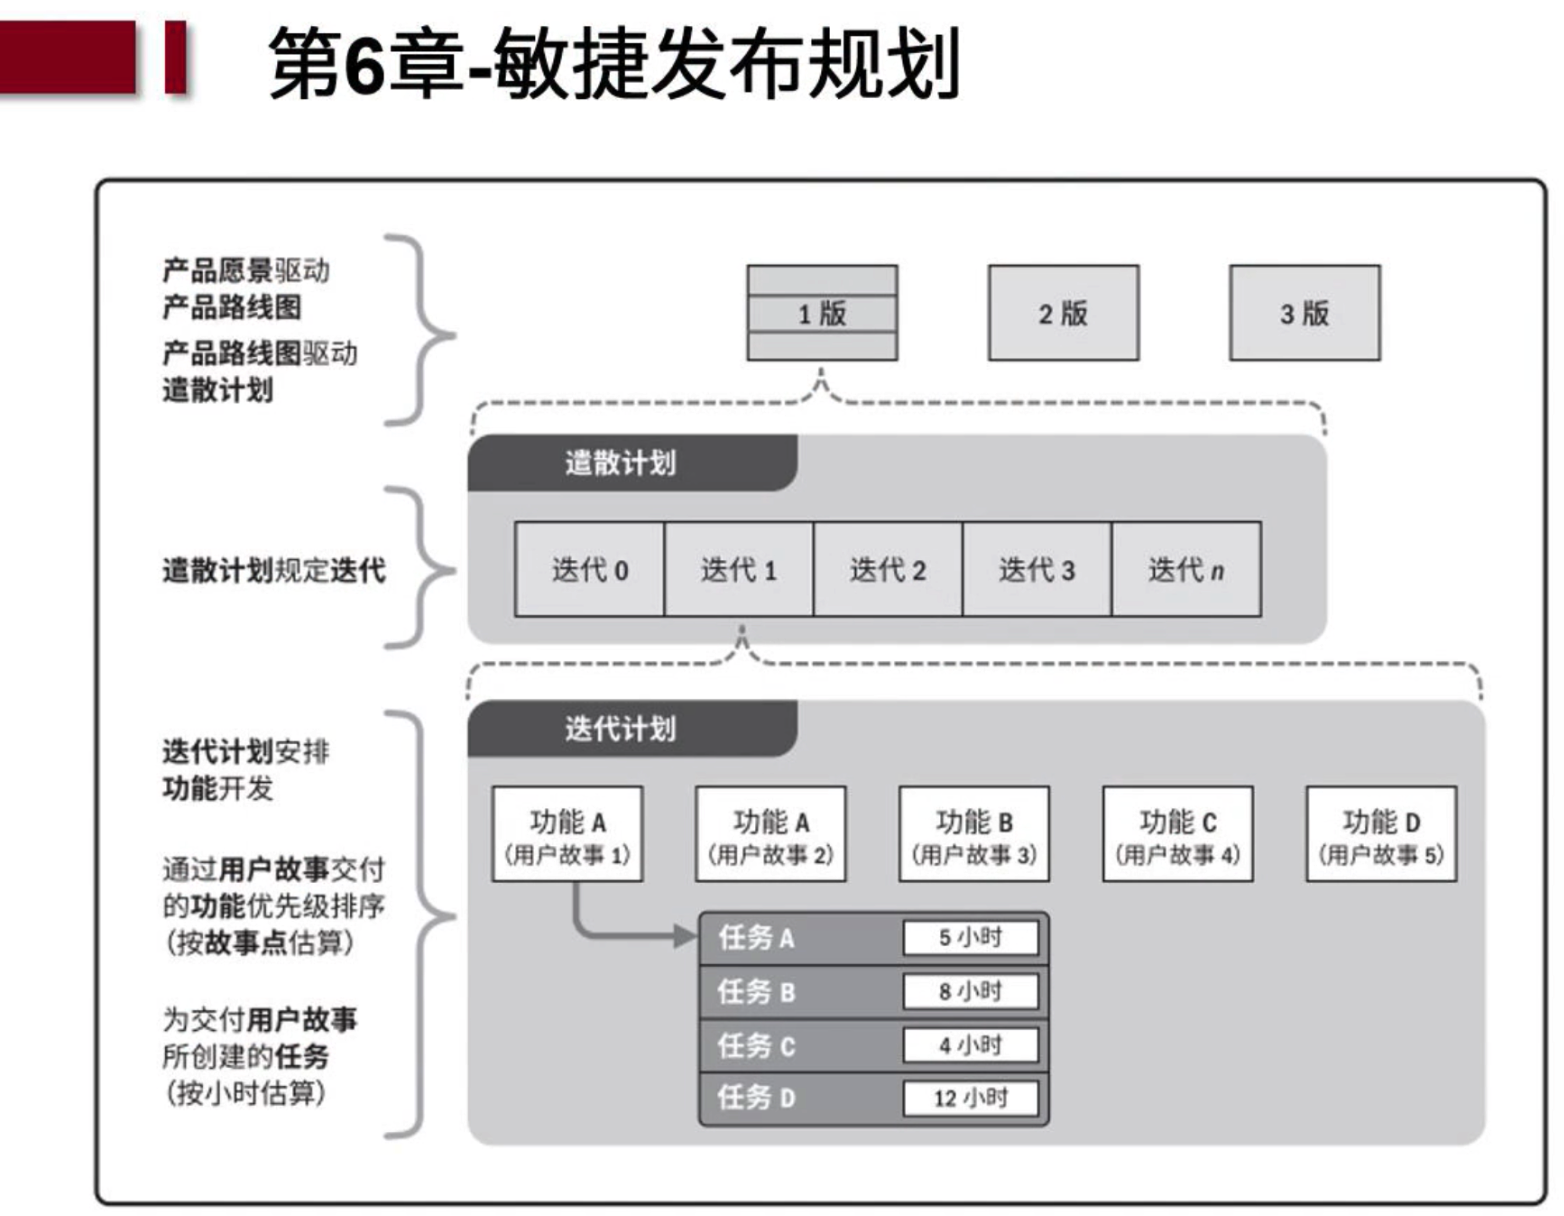 第6章-敏捷发布规划
产品愿景驱动
产品路线图
产品路线图驱动
遣散计划
1 版
2 版
3 版
遣散计划
遣散计划规定迭代
迭代 0
迭代 1
迭代 2
迭代 3
迭代 n
迭代计划
迭代计划安排
功能开发
通过用户故事交付
的功能优先级排序
（按故事点估算）
为交付用户故事
所创建的任务
（按小时估算）
功能 A
（用户故事 1）
功能 A
（用户故事 2）
功能 B
（用户故事 3）
功能 C
（用户故事 4）
功能 D
（用户故事 5）
任务 A 5 小时
任务 B 8 小时
任务 C 4 小时
任务 D 12 小时